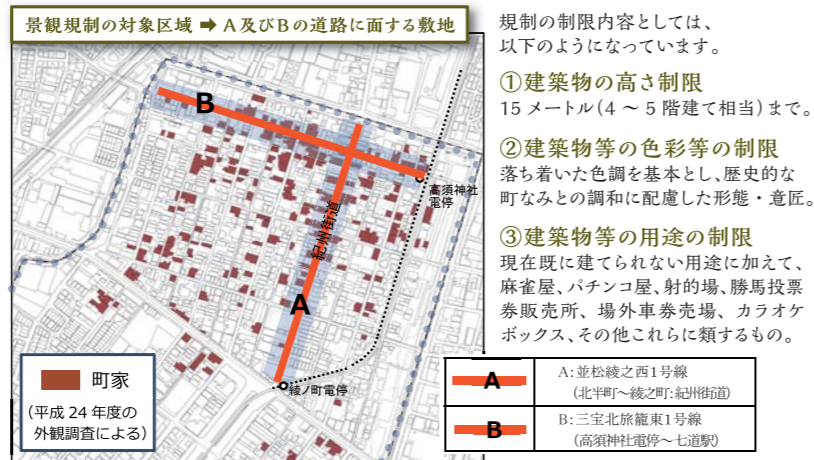 景観規制の対象区域 ➡ A及びBの道路に面する敷地
B
高須神社
電停
紀州街道
A
綾ノ町電停
町家
(平成 24 年度の
外観調査による)
規制の制限内容としては、
以下のようになっています。
①建築物の高さ制限
15 メートル(4 ～ 5 階建て相当)まで。
②建築物等の色彩等の制限
落ち着いた色調を基本とし、歴史的な
町なみとの調和に配慮した形態・意匠。
③建築物等の用途の制限
現在既に建てられない用途に加えて、
麻雀屋、パチンコ屋、射的場、勝馬投票
券販売所、場外車券売場、カラオケ
ボックス、その他これらに類するもの。
A
A:並松綾之西1号線
(北半町～綾之町:紀州街道)
B
B:三宝北旅籠東1号線
(高須神社電停～七道駅)